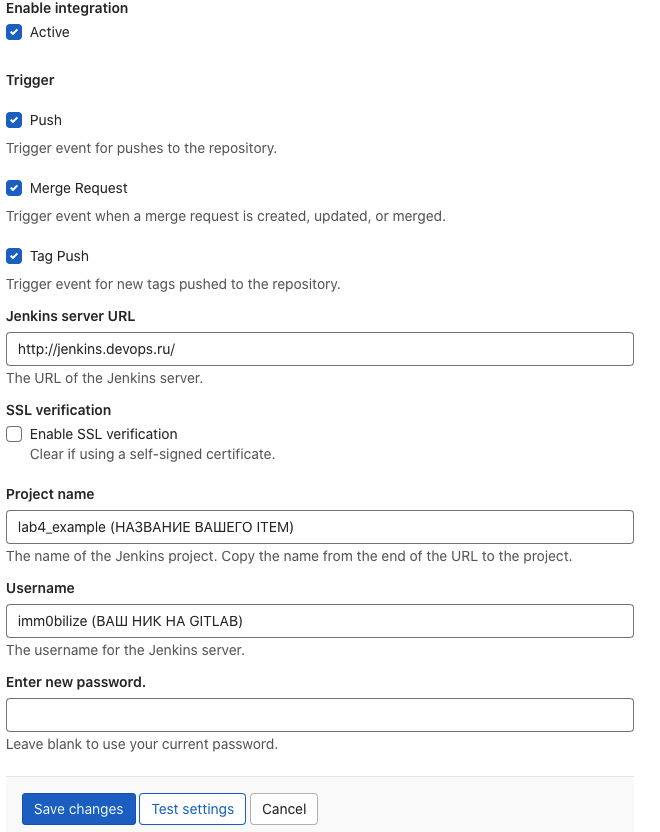 Enable integration
Active
Trigger
Push
Trigger event for pushes to the repository.
Merge Request
Trigger event when a merge request is created, updated, or merged.
Tag Push
Trigger event for new tags pushed to the repository.
Jenkins server URL
http://jenkins.devops.ru/
The URL of the Jenkins server.
SSL verification
Enable SSL verification
Clear if using a self-signed certificate.
Project name
lab4_example (НАЗВАНИЕ ВАШЕГО ITEM)
The name of the Jenkins project. Copy the name from the end of the URL to the project.
Username
imm0bilize (ВАШ НИК НА GITLAB)
The username for the Jenkins server.
Enter new password.
Leave blank to use your current password.
Save changes Test settings Cancel